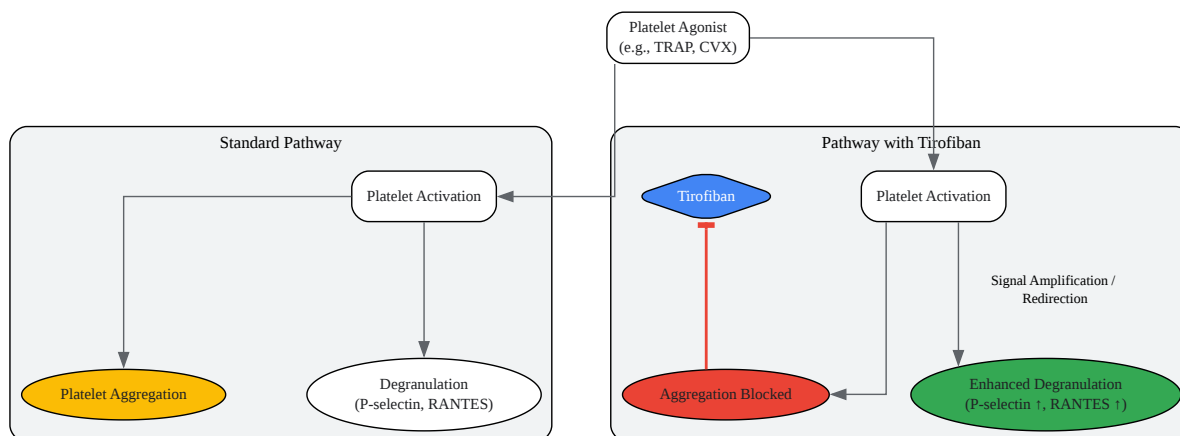 Platelet Agonist
(e.g., TRAP, CVX)
Standard Pathway
Pathway with Tirofiban
Platelet Activation
Tirofiban
Platelet Activation
Signal Amplification /
Redirection
Platelet Aggregation
Degranulation
(P-selectin, RANTES)
Aggregation Blocked
Enhanced Degranulation
(P-selectin ↑, RANTES ↑)